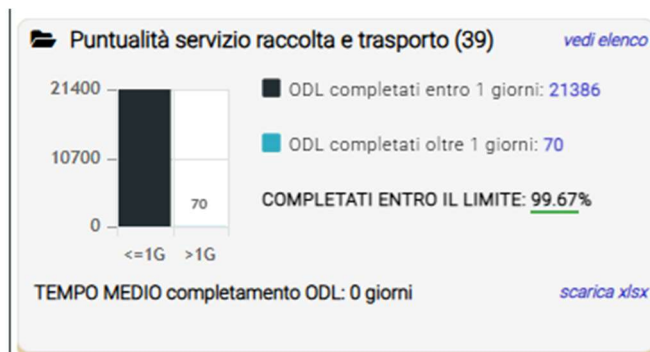 Puntualità servizio raccolta e trasporto (39) vedi elenco
21400
10700
0
70
<=1G >1G
ODL completati entro 1 giorni: 21386
ODL completati oltre 1 giorni: 70
COMPLETATI ENTRO IL LIMITE: 99.67%
TEMPO MEDIO completamento ODL: 0 giorni scarica xlsx